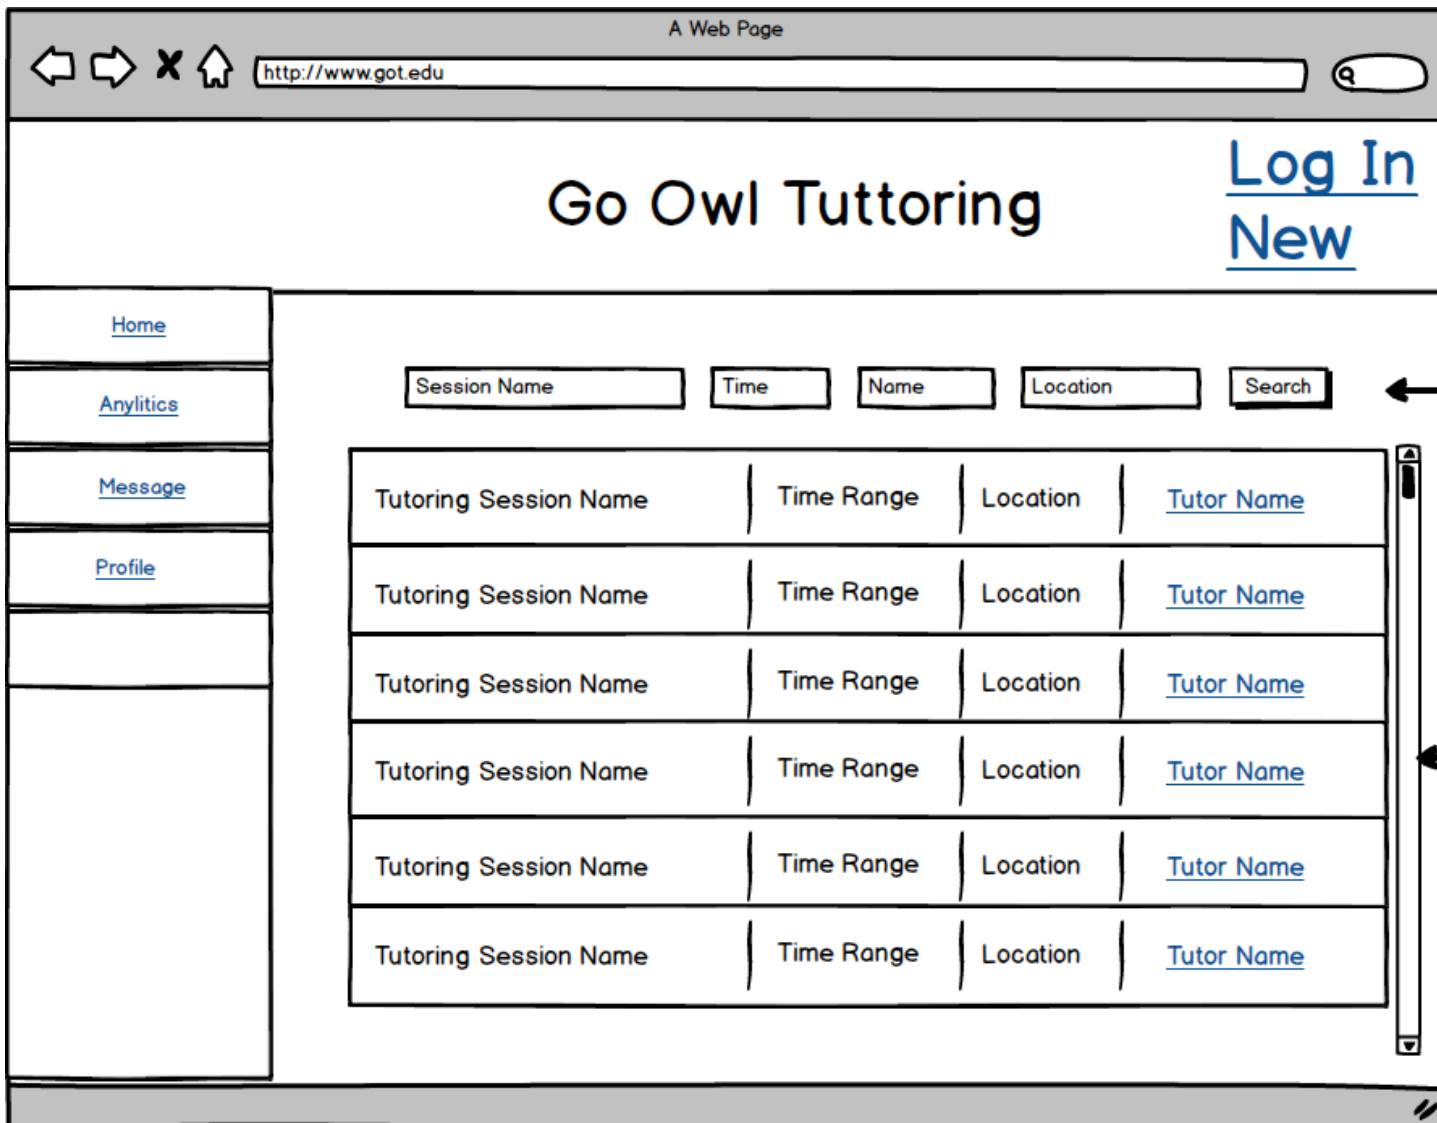 A Web Page
http://www.got.edu
Go Owl Tuttoring
Log In
New
Home
Anylitics
Message
Profile
Session Name Time Name Location Search
Tutoring Session Name Time Range Location Tutor Name
Tutoring Session Name Time Range Location Tutor Name
Tutoring Session Name Time Range Location Tutor Name
Tutoring Session Name Time Range Location Tutor Name
Tutoring Session Name Time Range Location Tutor Name
Tutoring Session Name Time Range Location Tutor Name